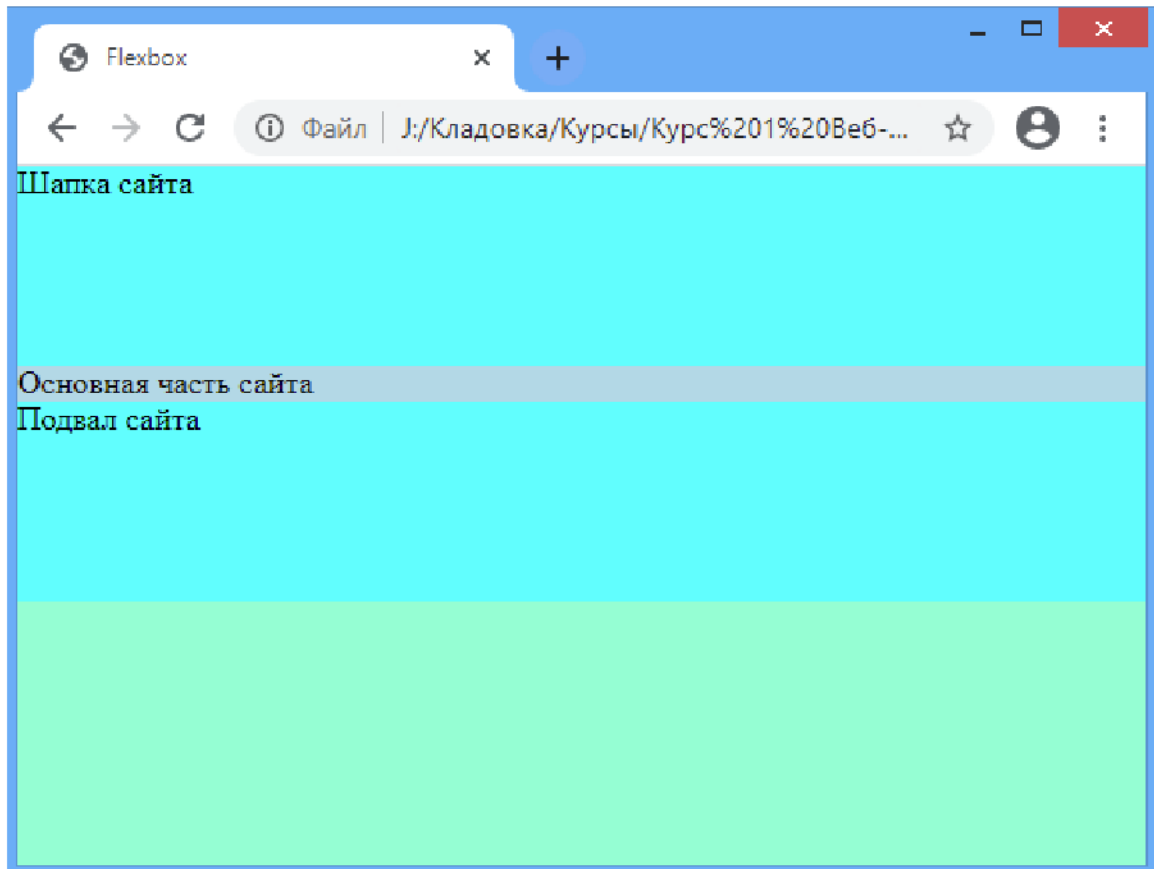 Flexbox
Файл J:/Кладовка/Курсы/Курс%201%20Веб-...
Шапка сайта
Основная часть сайта
Подвал сайта